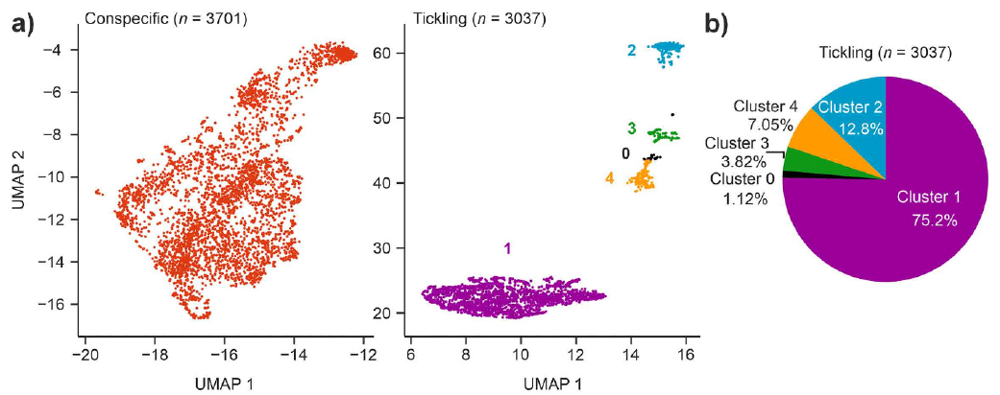 a)
Conspecific (n = 3701)
−4
−6
−8
−10
−12
−14
−16
UMAP 2
−20
−18
−16
−14
−12
UMAP 1
Tickling (n = 3037)
60
50
40
30
20
2
3
0
4
1
6
8
10
12
14
16
UMAP 1
b)
Tickling (n = 3037)
Cluster 4
7.05%
Cluster 2
12.8%
Cluster 3
3.82%
Cluster 0
1.12%
Cluster 1
75.2%